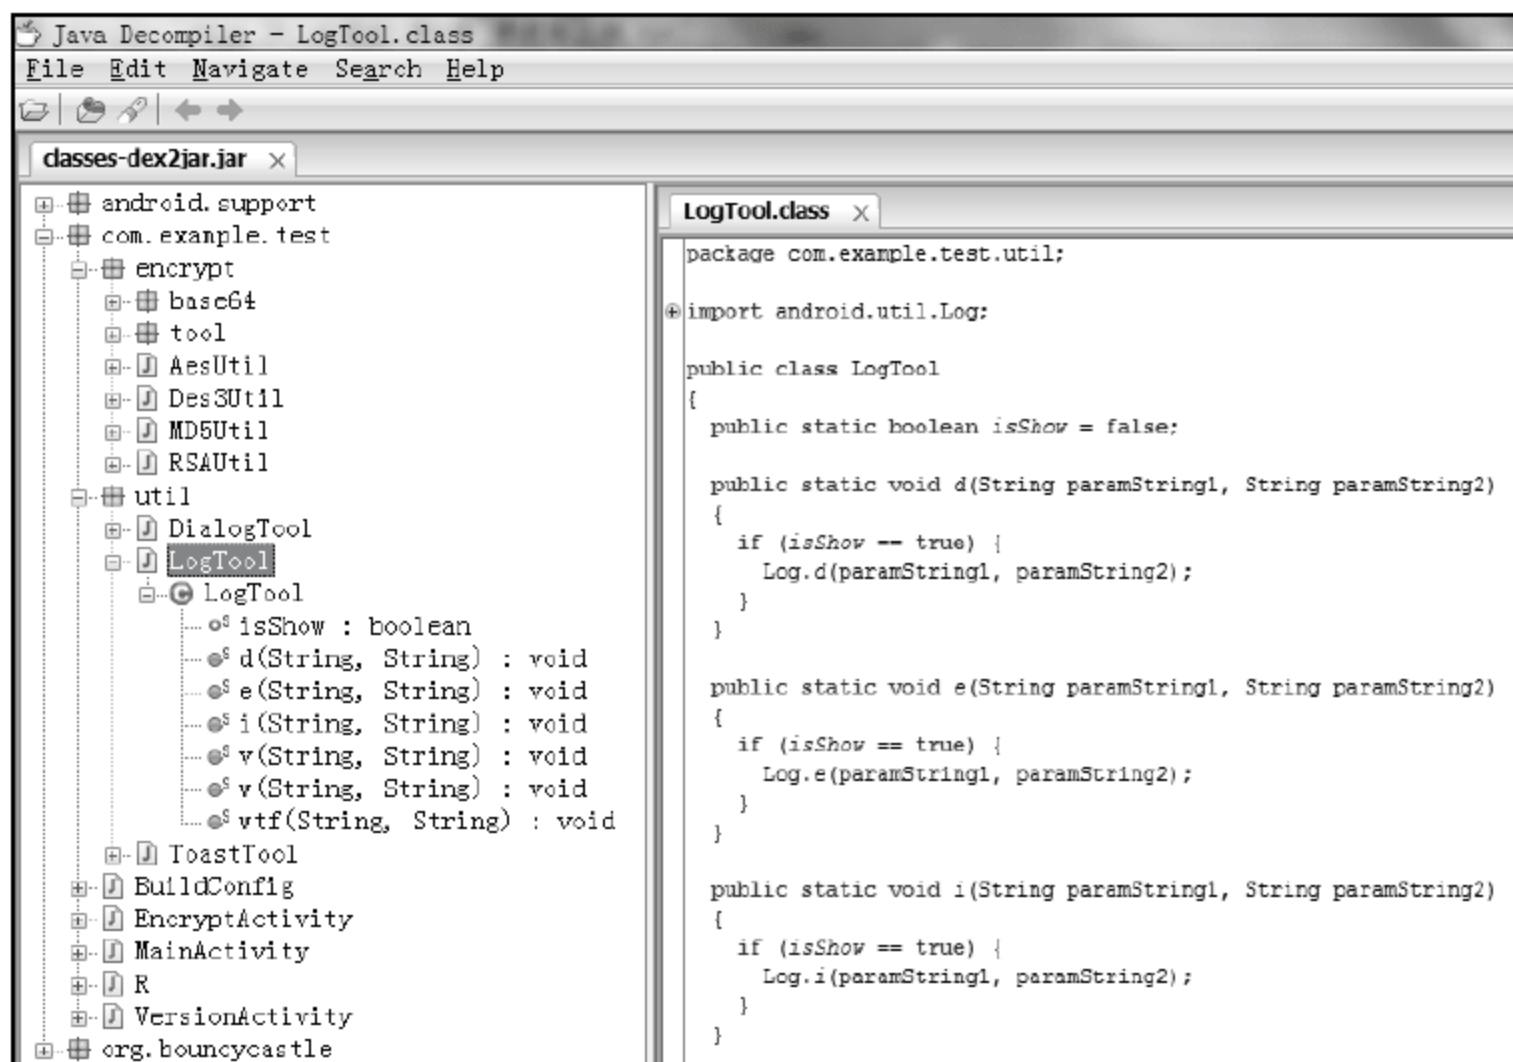 Java Decompiler - LogTool.class
File Edit Navigate Search Help
classes-dex2jar.jar
android.support
com.example.test
encrypt
base64
tool
AesUtil
Des3Util
MD5Util
RSAUtil
util
DialogTool
LogTool
LogTool
isShow : boolean
d(String, String) : void
e(String, String) : void
i(String, String) : void
v(String, String) : void
v(String, String) : void
wtf(String, String) : void
ToastTool
BuildConfig
EncryptActivity
MainActivity
R
VersionActivity
org.bouncycastle
LogTool.class
package com.example.test.util;
import android.util.Log;
public class LogTool
{
public static boolean isShow = false;
public static void d(String paramString1, String paramString2)
{
if (isShow == true) {
Log.d(paramString1, paramString2);
}
}
public static void e(String paramString1, String paramString2)
{
if (isShow == true) {
Log.e(paramString1, paramString2);
}
}
public static void i(String paramString1, String paramString2)
{
if (isShow == true) {
Log.i(paramString1, paramString2);
}
}